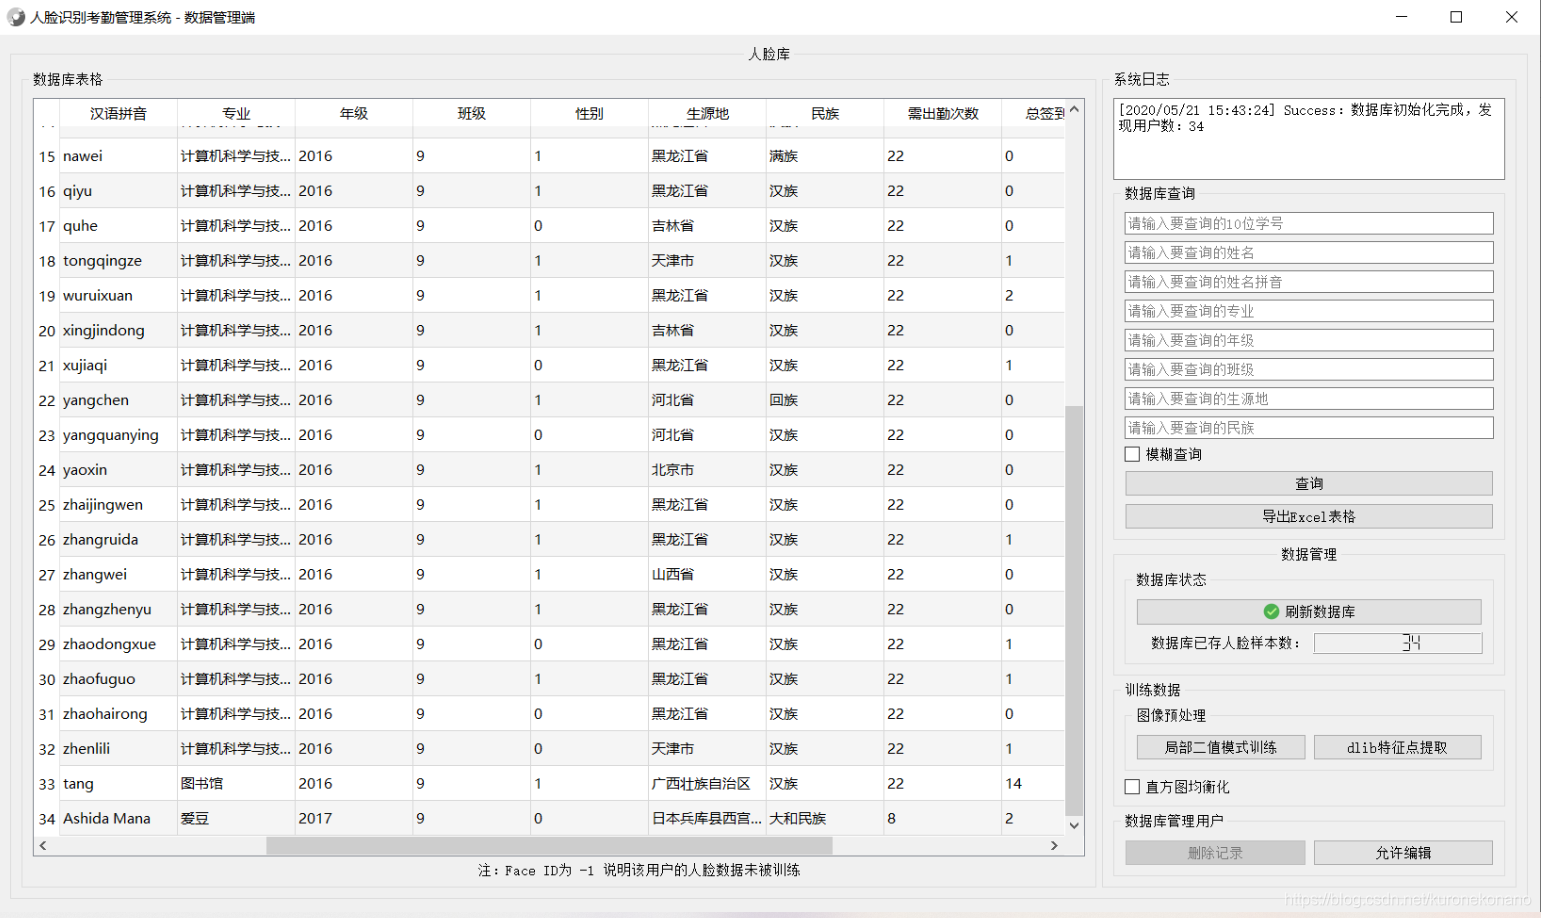 人脸识别考勤管理系统 - 数据管理端
人脸库
数据库表格
汉语拼音 专业 年级 班级 性别 生源地 民族 需出勤次数 总签到
15 nawei 计算机科学与技... 2016 9 1 黑龙江省 满族 22 0
16 qiyu 计算机科学与技... 2016 9 1 黑龙江省 汉族 22 0
17 quhe 计算机科学与技... 2016 9 0 吉林省 汉族 22 0
18 tongqingze 计算机科学与技... 2016 9 1 天津市 汉族 22 1
19 wuruixuan 计算机科学与技... 2016 9 1 黑龙江省 汉族 22 2
20 xingjindong 计算机科学与技... 2016 9 1 吉林省 汉族 22 0
21 xujiaqi 计算机科学与技... 2016 9 0 黑龙江省 汉族 22 1
22 yangchen 计算机科学与技... 2016 9 1 河北省 回族 22 0
23 yangquanying 计算机科学与技... 2016 9 0 河北省 汉族 22 0
24 yaoxin 计算机科学与技... 2016 9 1 北京市 汉族 22 0
25 zhaijingwen 计算机科学与技... 2016 9 1 黑龙江省 汉族 22 0
26 zhangruida 计算机科学与技... 2016 9 1 黑龙江省 汉族 22 1
27 zhangwei 计算机科学与技... 2016 9 1 山西省 汉族 22 0
28 zhangzhenyu 计算机科学与技... 2016 9 1 黑龙江省 汉族 22 0
29 zhaodongxue 计算机科学与技... 2016 9 0 黑龙江省 汉族 22 1
30 zhaofuguo 计算机科学与技... 2016 9 1 黑龙江省 汉族 22 1
31 zhaohairong 计算机科学与技... 2016 9 0 黑龙江省 汉族 22 0
32 zhenlili 计算机科学与技... 2016 9 0 天津市 汉族 22 1
33 tang 图书馆 2016 9 1 广西壮族自治区 汉族 22 14
34 Ashida Mana 爱豆 2017 9 0 日本兵库县西宫... 大和民族 8 2
注：Face ID为 -1 说明该用户的人脸数据未被训练
系统日志
[2020/05/21 15:43:24] Success：数据库初始化完成，发
现用户数：34
数据库查询
请输入要查询的10位学号
请输入要查询的姓名
请输入要查询的姓名拼音
请输入要查询的专业
请输入要查询的年级
请输入要查询的班级
请输入要查询的生源地
请输入要查询的民族
模糊查询
查询
导出Excel表格
数据管理
数据库状态
刷新数据库
数据库已存人脸样本数： 34
训练数据
图像预处理
局部二值模式训练 dlib特征点提取
直方图均衡化
数据库管理用户
删除记录 允许编辑
https://blog.csdn.net/kuronekonano